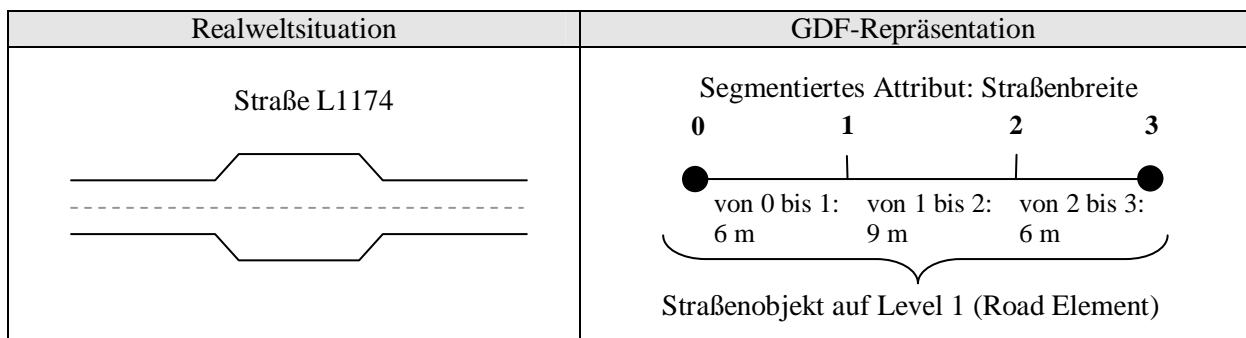 Realweltsituation
GDF-Repräsentation
Straße L1174
Segmentiertes Attribut: Straßenbreite
0 1 2 3
von 0 bis 1: von 1 bis 2: von 2 bis 3:
6 m 9 m 6 m
Straßenobjekt auf Level 1 (Road Element)